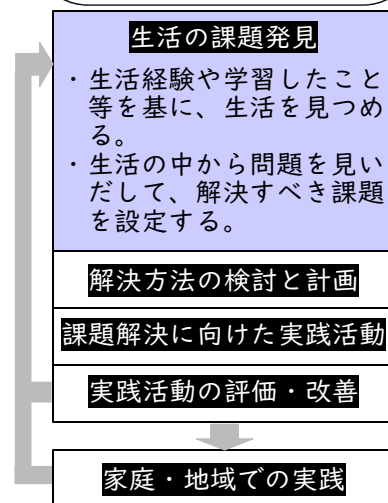 生活の課題発見
・生活経験や学習したこと
等を基に、生活を見つめ
る。
・生活の中から問題を見い
だして、解決すべき課題
を設定する。
解決方法の検討と計画
課題解決に向けた実践活動
実践活動の評価・改善
家庭・地域での実践